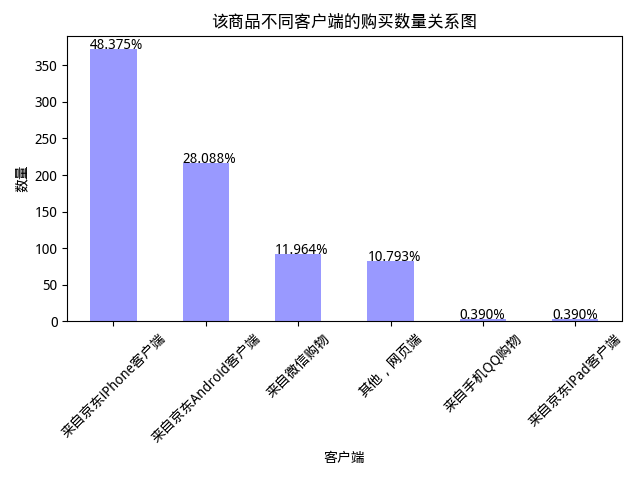 该商品不同客户端的购买数量关系图
数量
350
300
250
200
150
100
50
0
48.375%
28.088%
11.964%
10.793%
0.390%
0.390%
来自京东iPhone客户端
来自京东Android客户端
来自微信购物
其他，网页端
来自手机QQ购物
来自京东iPad客户端
客户端